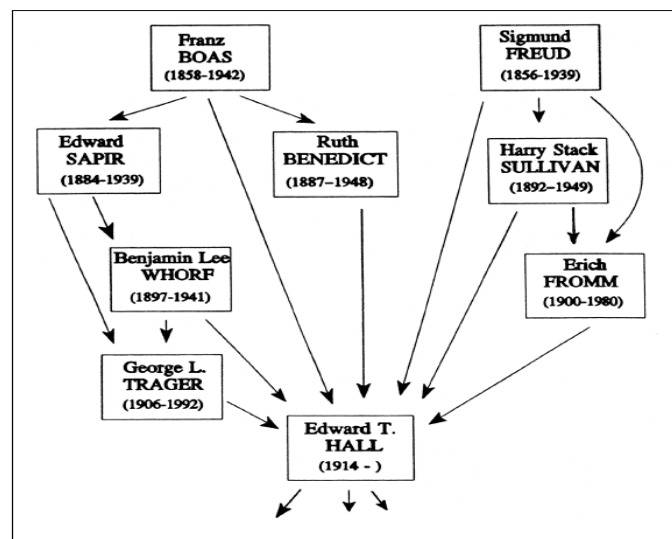 Franz
BOAS
(1858-1942)
Sigmund
FREUD
(1856-1939)
Edward
SAPIR
(1884-1939)
Ruth
BENEDICT
(1887-1948)
Harry Stack
SULLIVAN
(1892-1949)
Benjamin Lee
WHORF
(1897-1941)
Erich
FROMM
(1900-1980)
George L.
TRAGER
(1906-1992)
Edward T.
HALL
(1914 - )